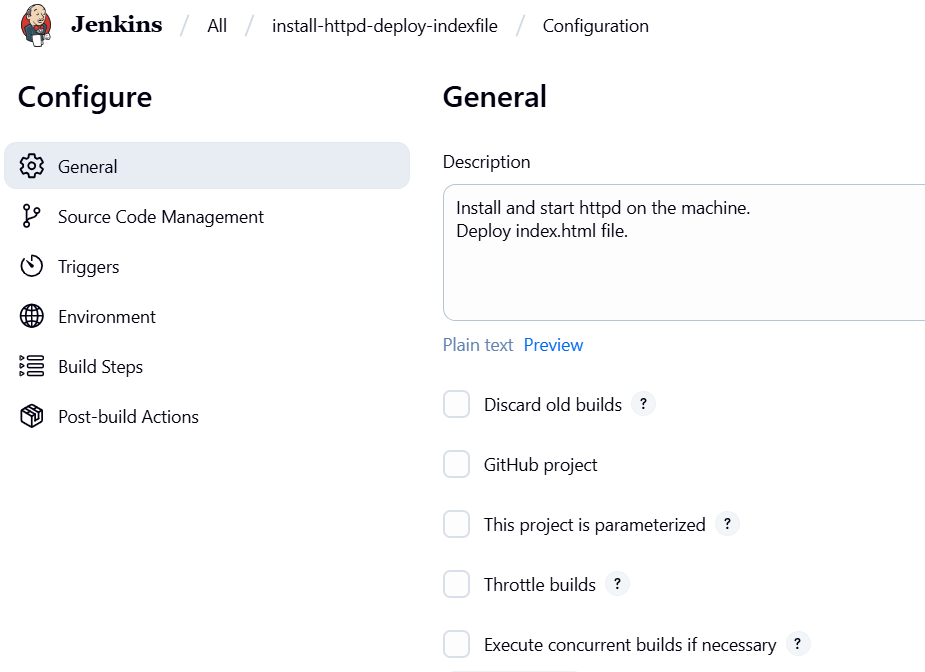 Jenkins / All / install-httpd-deploy-indexfile / Configuration
Configure
General
Source Code Management
Triggers
Environment
Build Steps
Post-build Actions
General
Description
Install and start httpd on the machine.
Deploy index.html file.
Plain text Preview
Discard old builds ?
GitHub project
This project is parameterized ?
Throttle builds ?
Execute concurrent builds if necessary ?